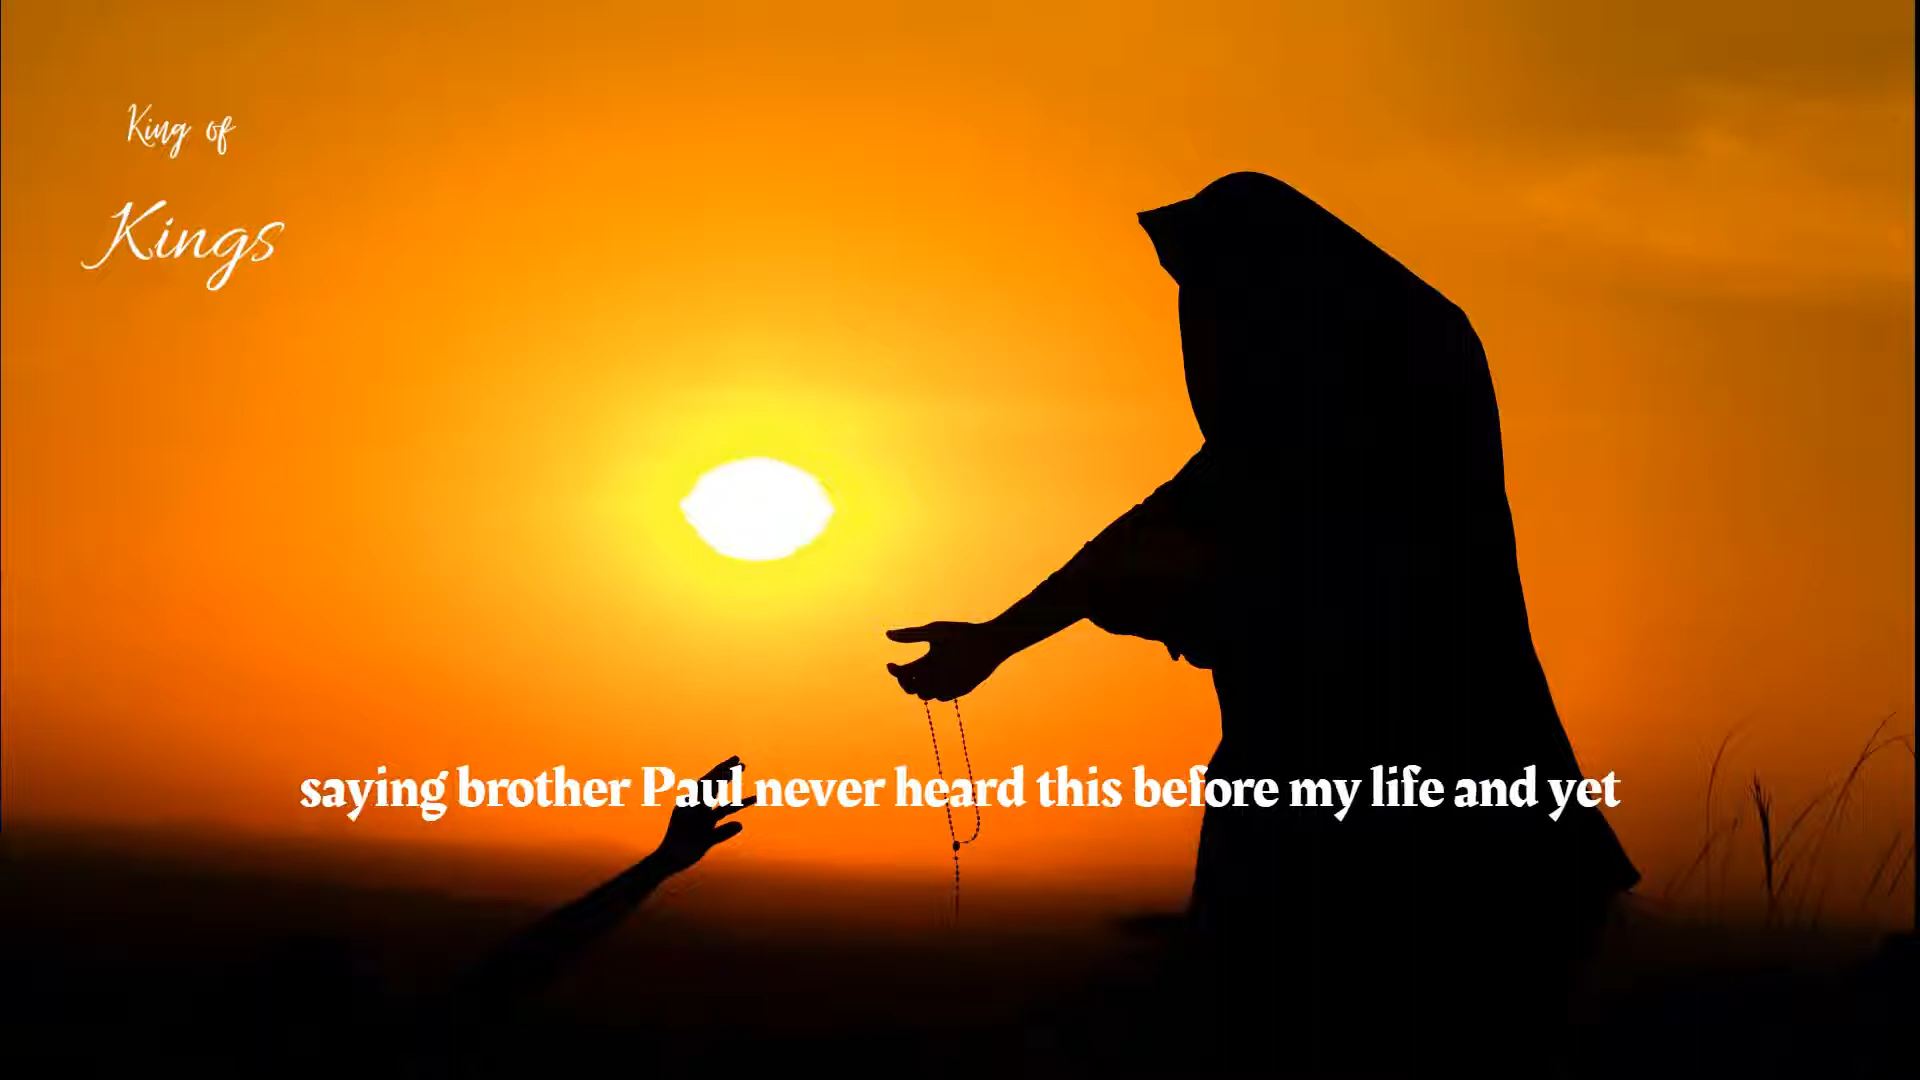 King of
Kings
saying brother Paul never heard this before my life and yet